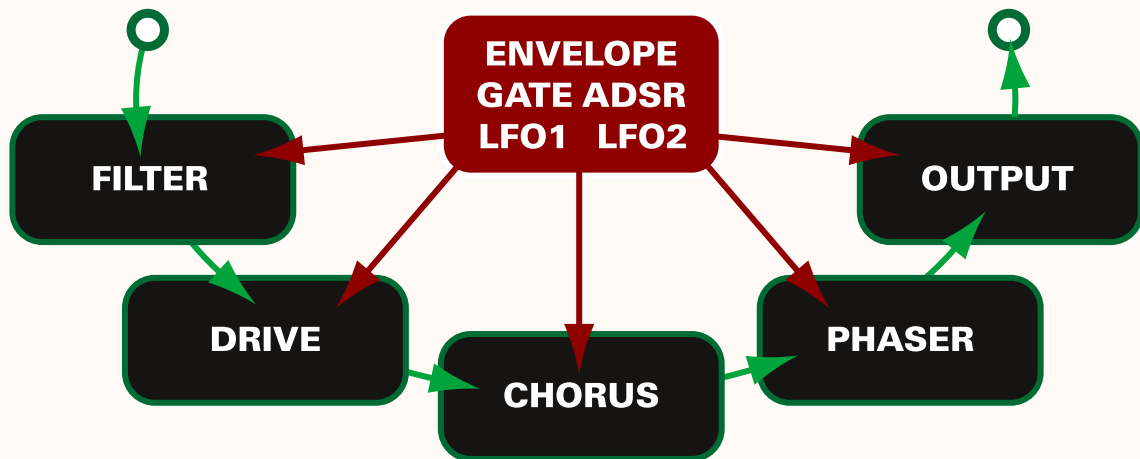 ENVELOPE
GATE ADSR
LFO1 LFO2
FILTER
OUTPUT
DRIVE
PHASER
CHORUS